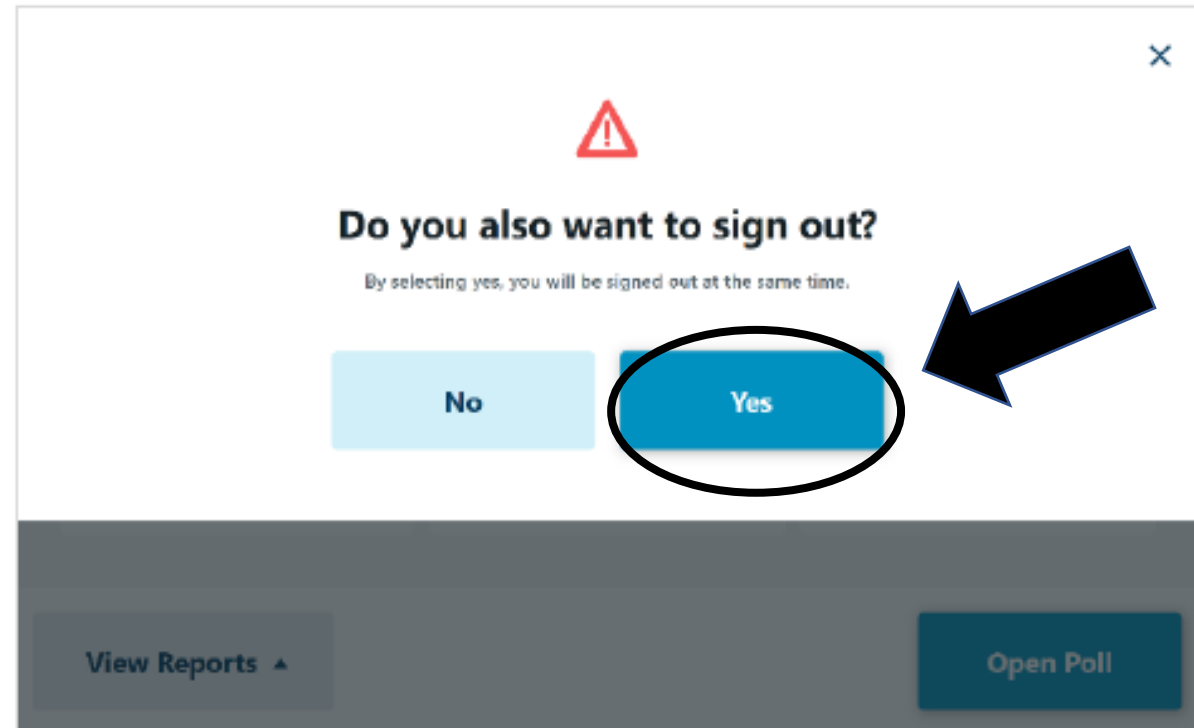 Do you also want to sign out?
By selecting yes, you will be signed out at the same time.
No
Yes
View Reports
Open Poll